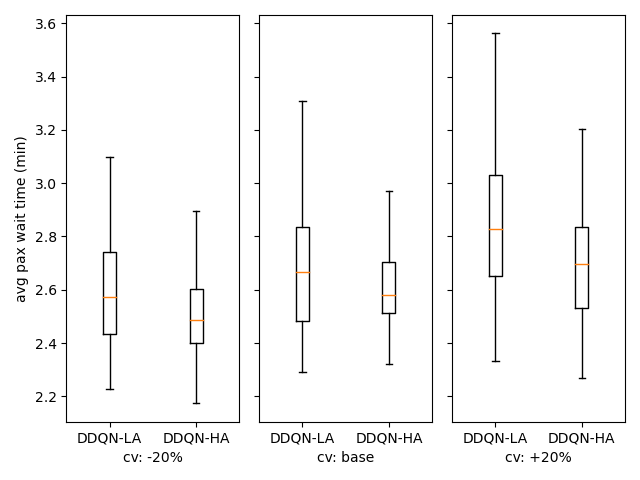 3.6
3.4
3.2
3.0
2.8
2.6
2.4
2.2
avg pax wait time (min)
DDQN-LA DDQN-HA DDQN-LA DDQN-HA DDQN-LA DDQN-HA
cv: -20% cv: base cv: +20%